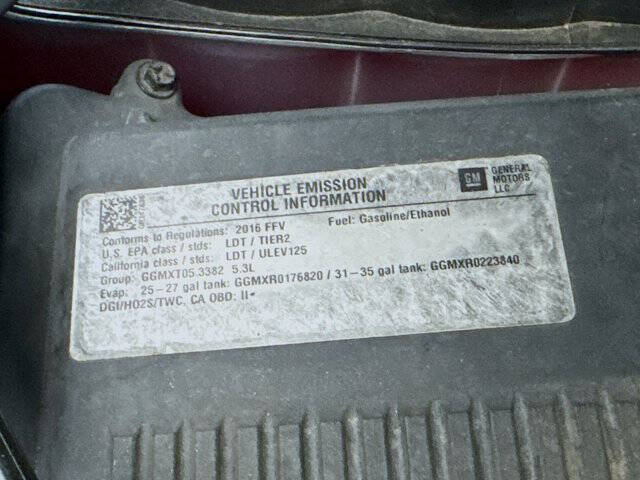 VEHICLE EMISSION
CONTROL INFORMATION
GM
GENERAL
MOTORS
LLC
Conforms to Regulations: 2016 FFV Fuel: Gasoline/Ethanol
U.S. EPA class / stds: LDT / TIER2
California class / stds: LDT / ULEV125
Group: GGMXT05.3382 5.3L
Evap: 25-27 gal tank: GGMXR0176820 / 31-35 gal tank: GGMXR0223840
DGI/HO2S/TWC, CA OBD: II*